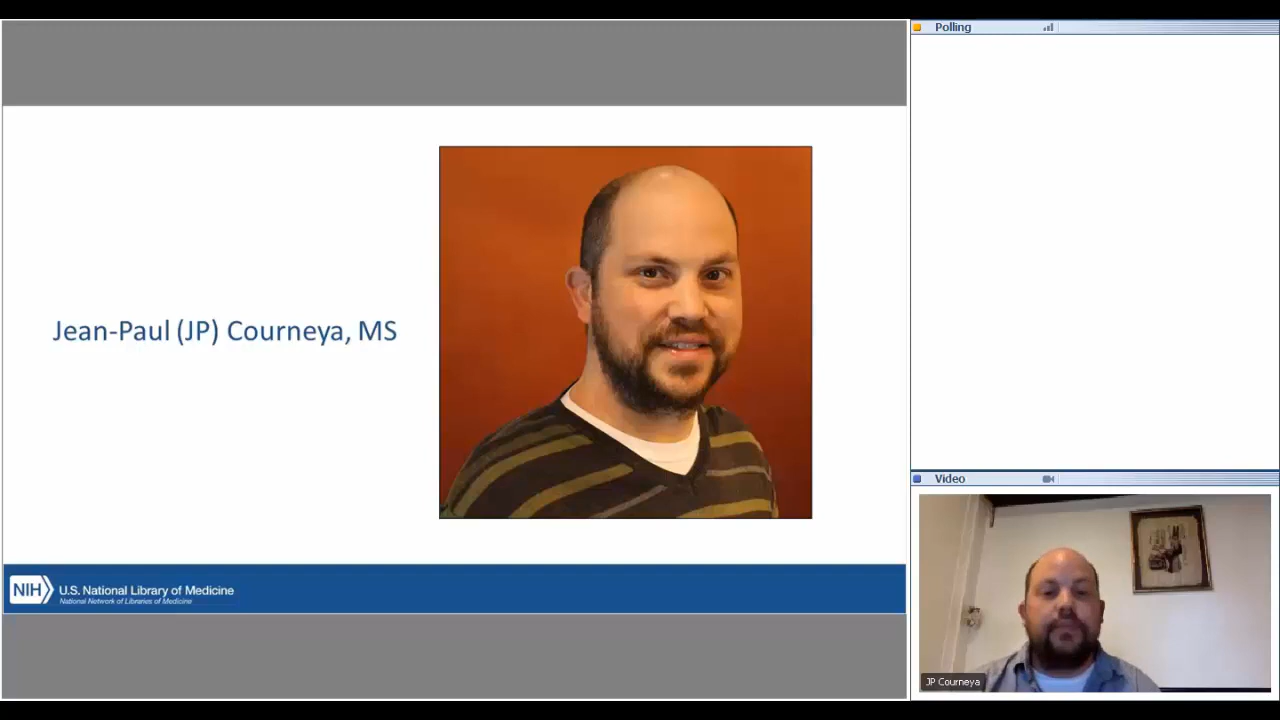 Polling
Jean-Paul (JP) Courneya, MS
NIH
U.S. National Library of Medicine
National Network of Libraries of Medicine
Video
JP Courneya